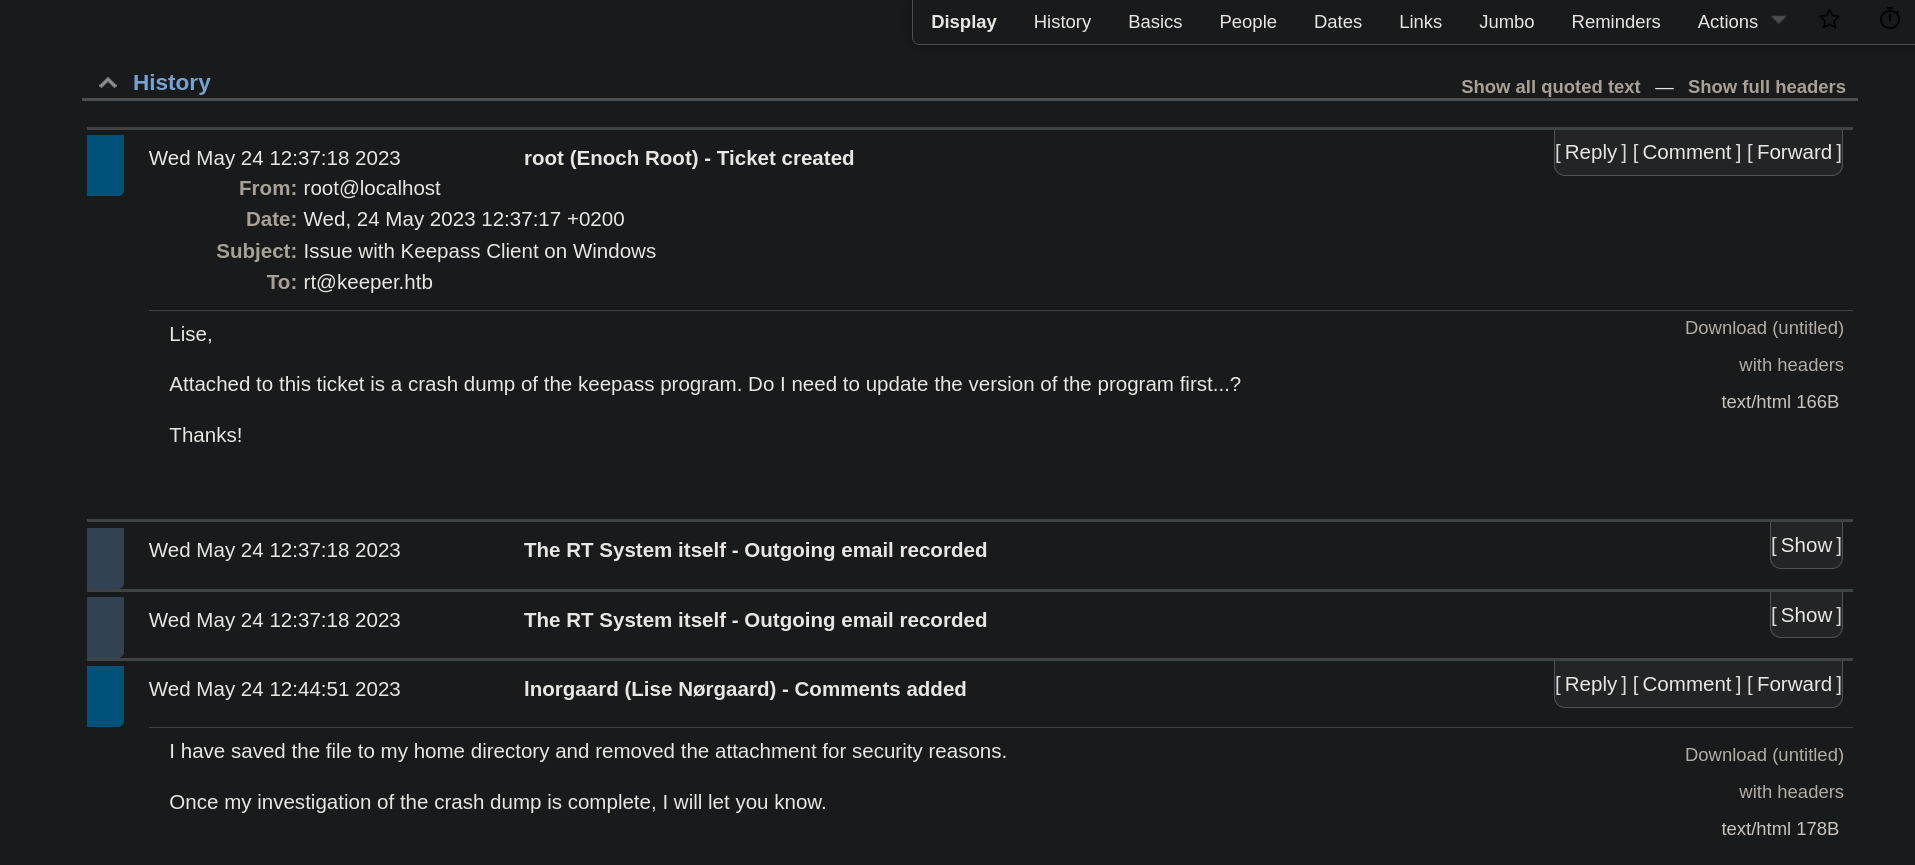 Display History Basics People Dates Links Jumbo Reminders Actions
History
Show all quoted text — Show full headers
Wed May 24 12:37:18 2023 root (Enoch Root) - Ticket created [ Reply ] [ Comment ] [ Forward ]
From: root@localhost
Date: Wed, 24 May 2023 12:37:17 +0200
Subject: Issue with Keepass Client on Windows
To: rt@keeper.htb
Lise,
Download (untitled)
with headers
text/html 166B
Attached to this ticket is a crash dump of the keepass program. Do I need to update the version of the program first...?
Thanks!
Wed May 24 12:37:18 2023 The RT System itself - Outgoing email recorded [ Show ]
Wed May 24 12:37:18 2023 The RT System itself - Outgoing email recorded [ Show ]
Wed May 24 12:44:51 2023 lnorgaard (Lise Nørgaard) - Comments added [ Reply ] [ Comment ] [ Forward ]
I have saved the file to my home directory and removed the attachment for security reasons.
Once my investigation of the crash dump is complete, I will let you know.
Download (untitled)
with headers
text/html 178B